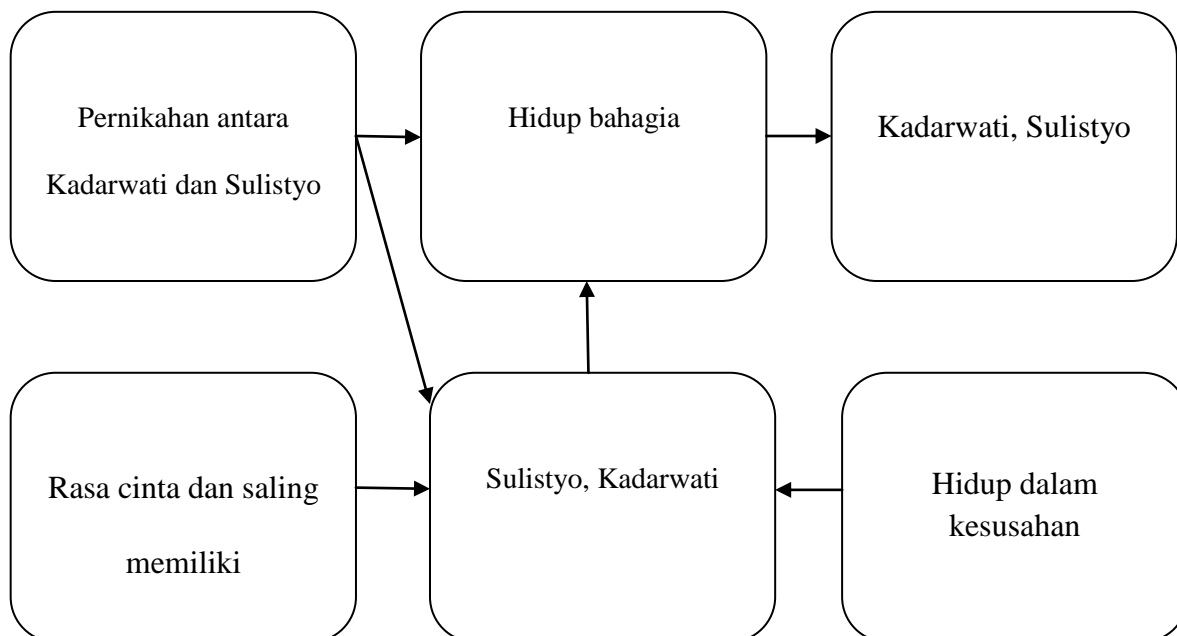 Pernikahan antara
Kadarwati dan Sulistyo
Hidup bahagia
Kadarwati, Sulistyo
Rasa cinta dan saling
memiliki
Sulistyo, Kadarwati
Hidup dalam
kesusahan